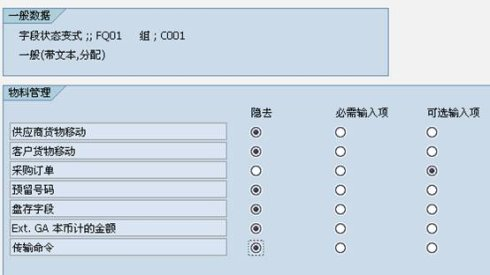 一般数据
字段状态变式 ;; FQ01 组 ; C001
一般(带文本,分配)
物料管理
隐去 必需输入项 可选输入项
供应商货物移动
客户货物移动
采购订单
预留号码
盘存字段
Ext. GA 本币计的金额
传输命令